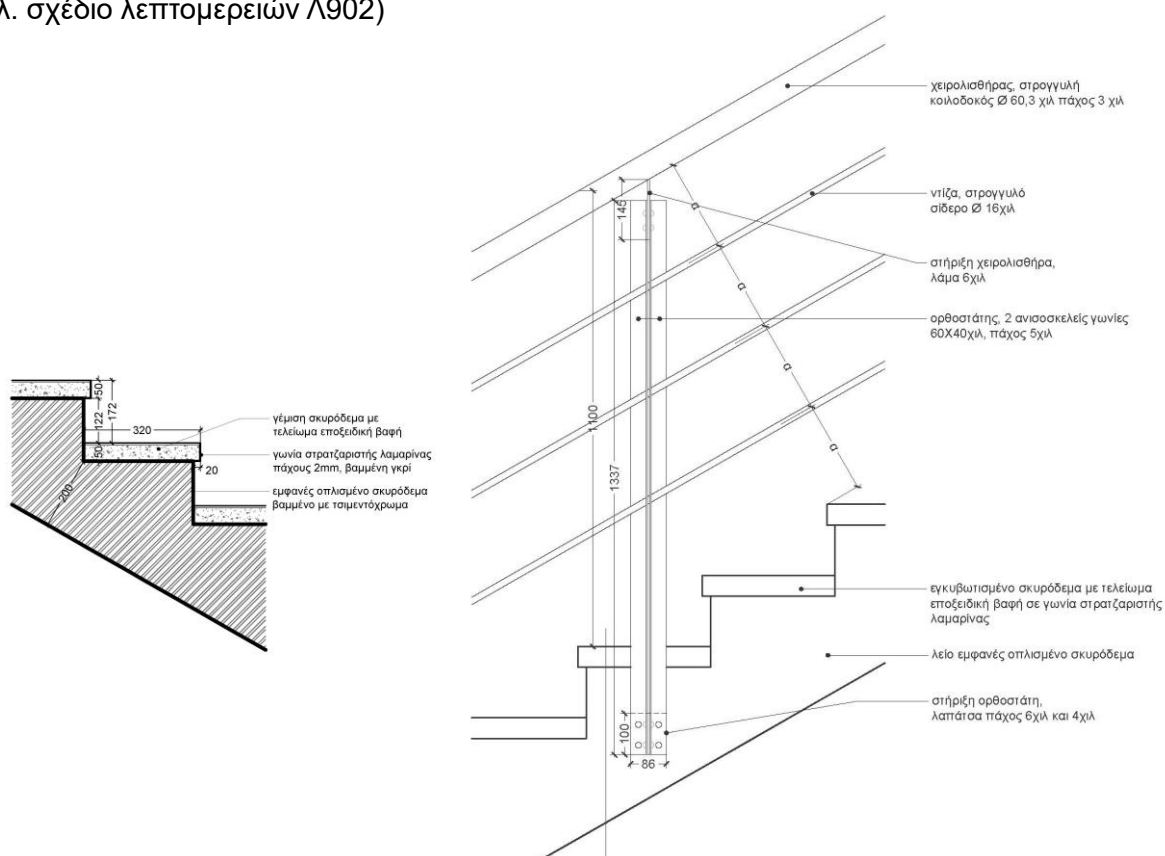 λ. σχέδιο λεπτομερειών Λ902)
χειρολισθήρας, στρογγυλή
κοιλοδοκός Ø 60,3 χιλ πάχος 3 χιλ
ντίζα, στρογγυλό
σίδερο Ø 16χιλ
στήριξη χειρολισθήρα,
λάμα 6χιλ
ορθοστάτης, 2 ανισοσκελείς γωνίες
60Χ40χιλ, πάχος 5χιλ
145
α
α
α
α
1100
1337
100
86
50
122
172
320
50
20
200
γέμιση σκυρόδεμα με
τελείωμα εποξειδική βαφή
γωνία στρατζαριστής λαμαρίνας
πάχους 2mm, βαμμένη γκρί
εμφανές οπλισμένο σκυρόδεμα
βαμμένο με τσιμεντόχρωμα
εγκυβωτισμένο σκυρόδεμα με τελείωμα
εποξειδική βαφή σε γωνία στρατζαριστής
λαμαρίνας
λείο εμφανές οπλισμένο σκυρόδεμα
στήριξη ορθοστάτη,
λαπάτσα πάχος 6χιλ και 4χιλ